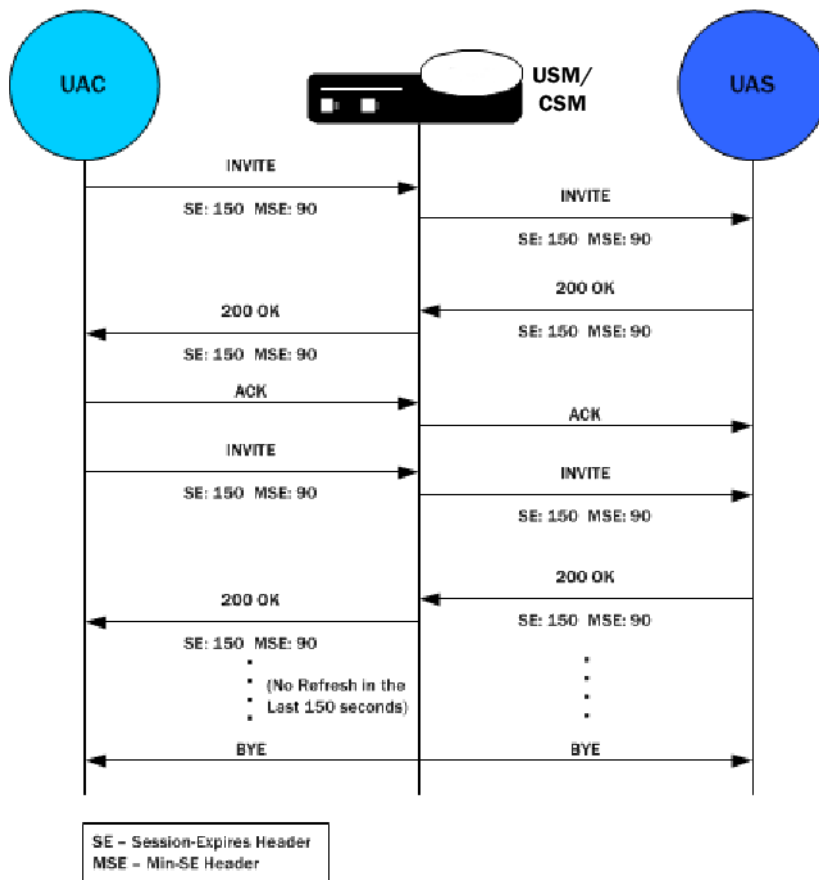 UAC
USM/
CSM
UAS
INVITE
SE: 150 MSE: 90
INVITE
SE: 150 MSE: 90
200 OK
SE: 150 MSE: 90
200 OK
SE: 150 MSE: 90
ACK
ACK
INVITE
SE: 150 MSE: 90
INVITE
SE: 150 MSE: 90
200 OK
SE: 150 MSE: 90
200 OK
SE: 150 MSE: 90
(No Refresh in the
Last 150 seconds)
BYE
BYE
SE – Session-Expires Header
MSE – Min-SE Header